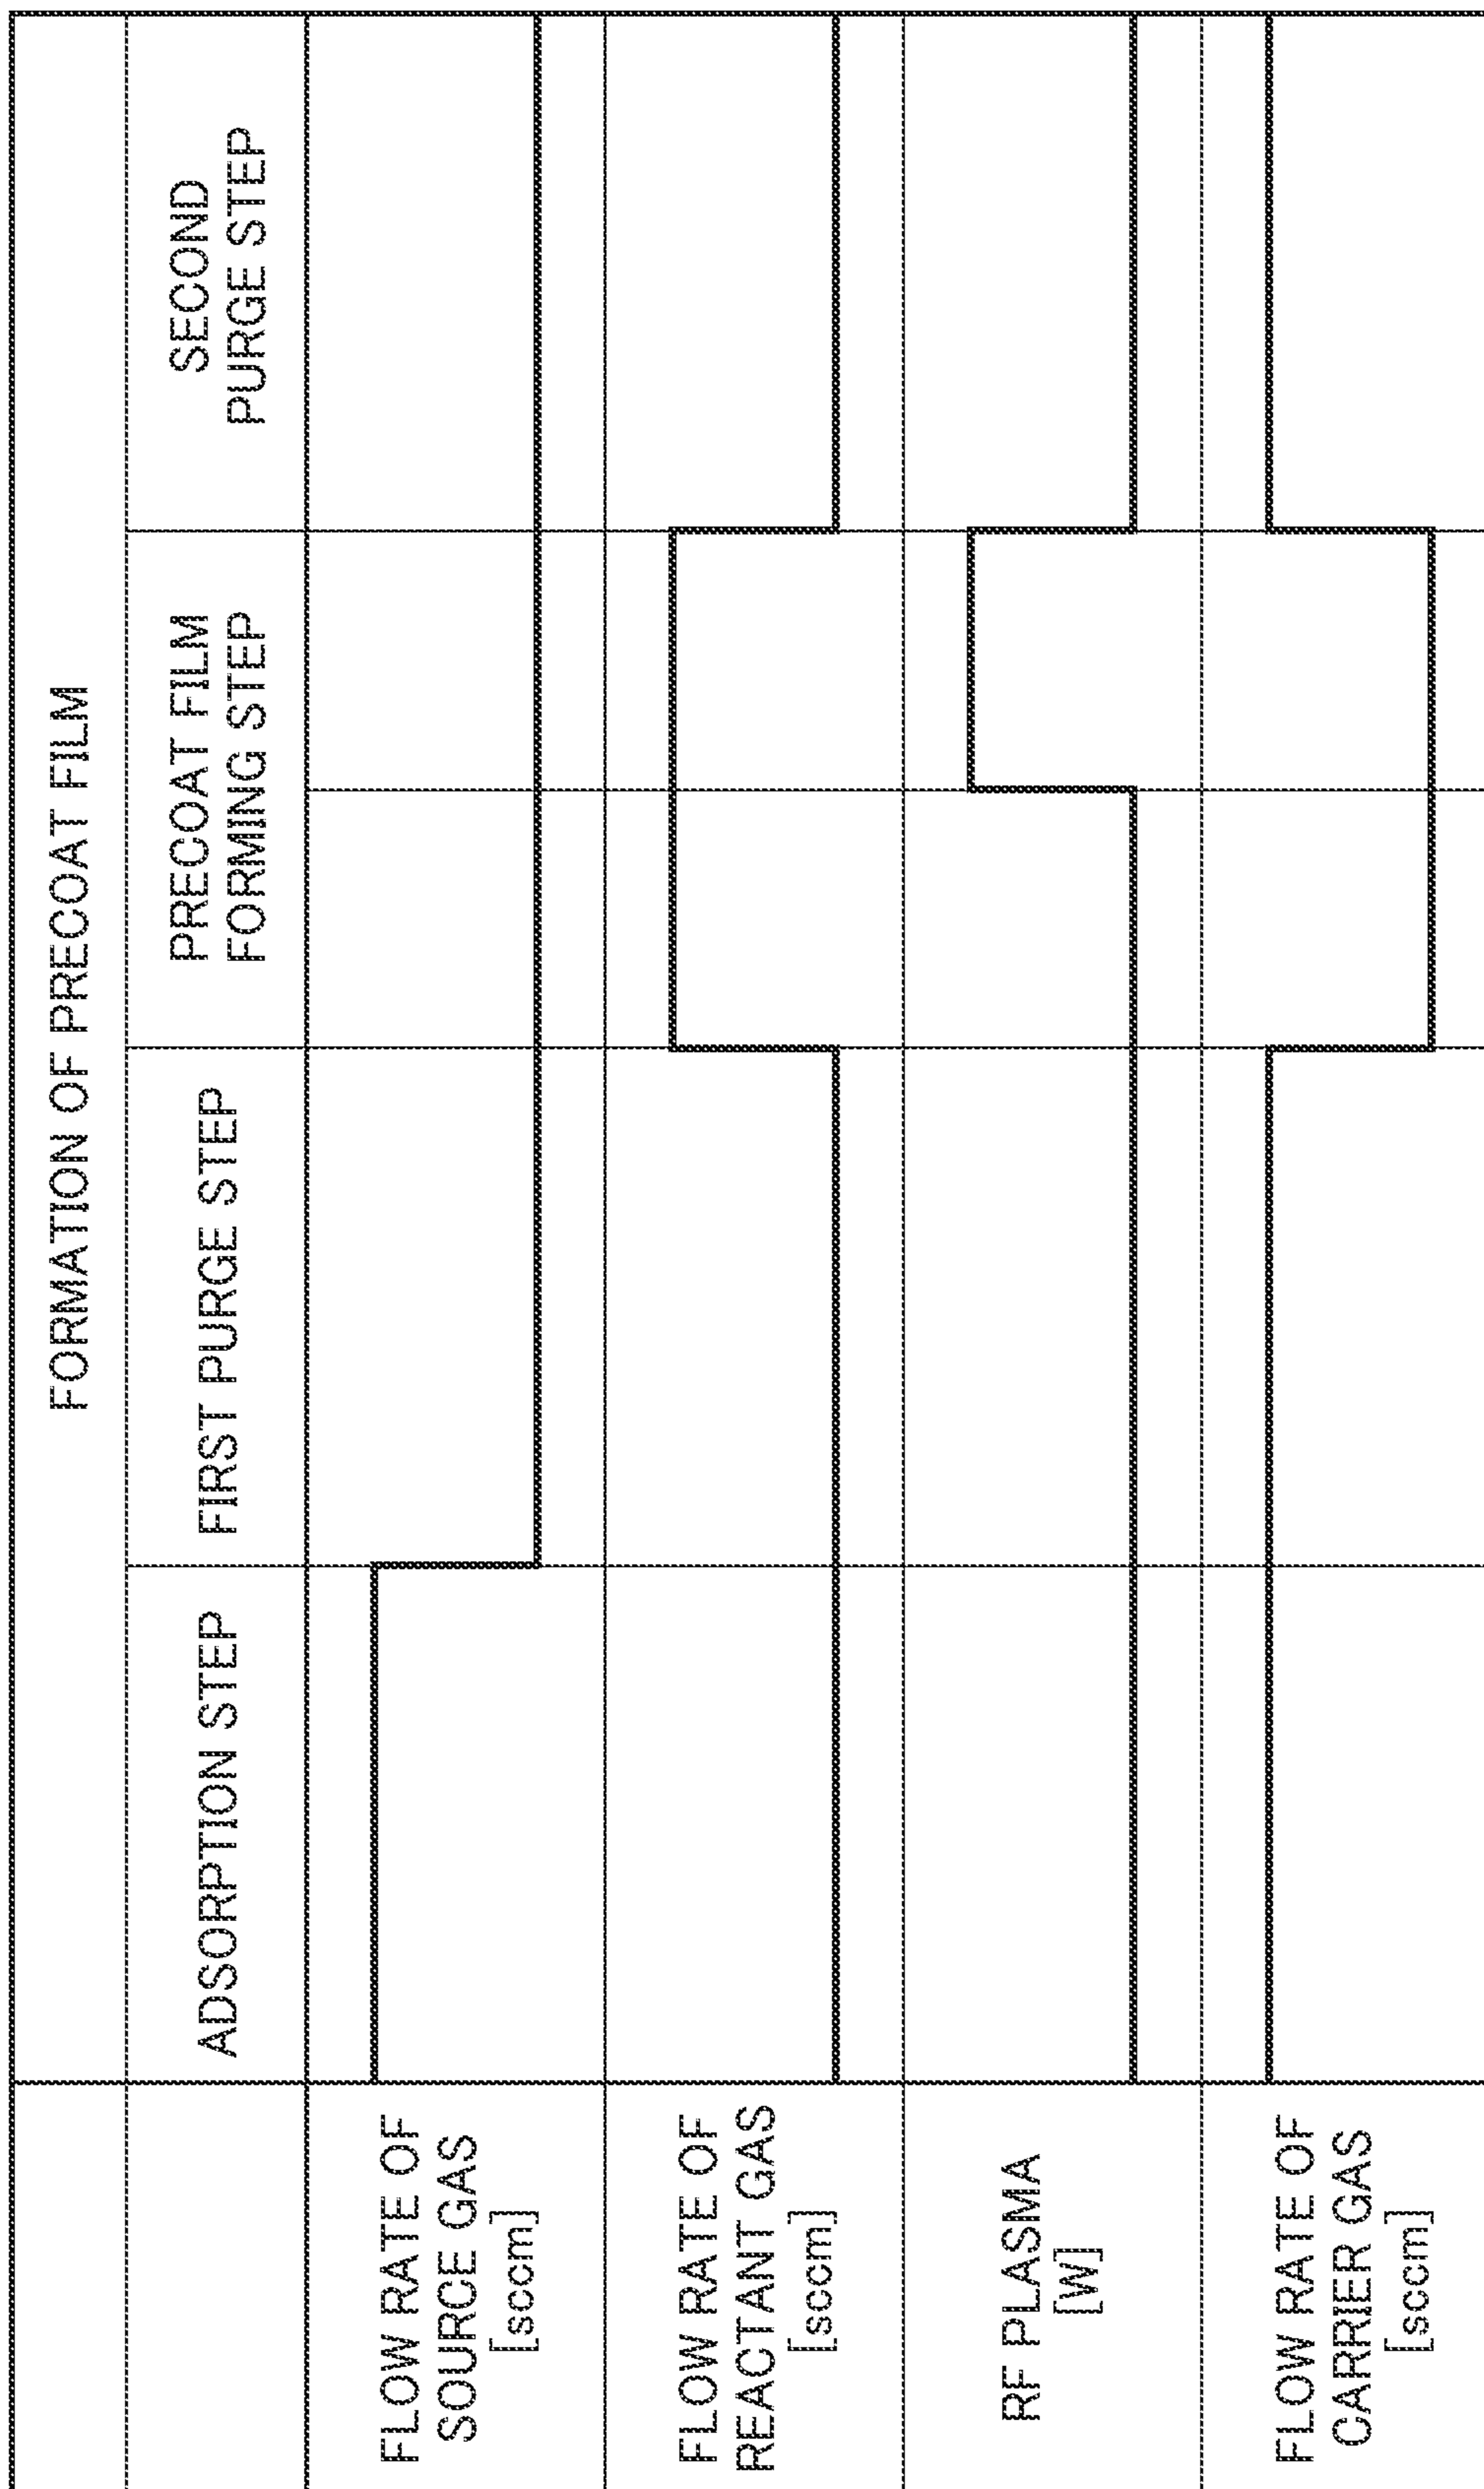 FORMATION OF PRECOAT FILM
ADSORPTION STEP
FIRST PURGE STEP
PRECOAT FILM
FORMING STEP
SECOND
PURGE STEP
FLOW RATE OF
SOURCE GAS
[sccm]
FLOW RATE OF
REACTANT GAS
[sccm]
RF PLASMA
[W]
FLOW RATE OF
CARRIER GAS
[sccm]